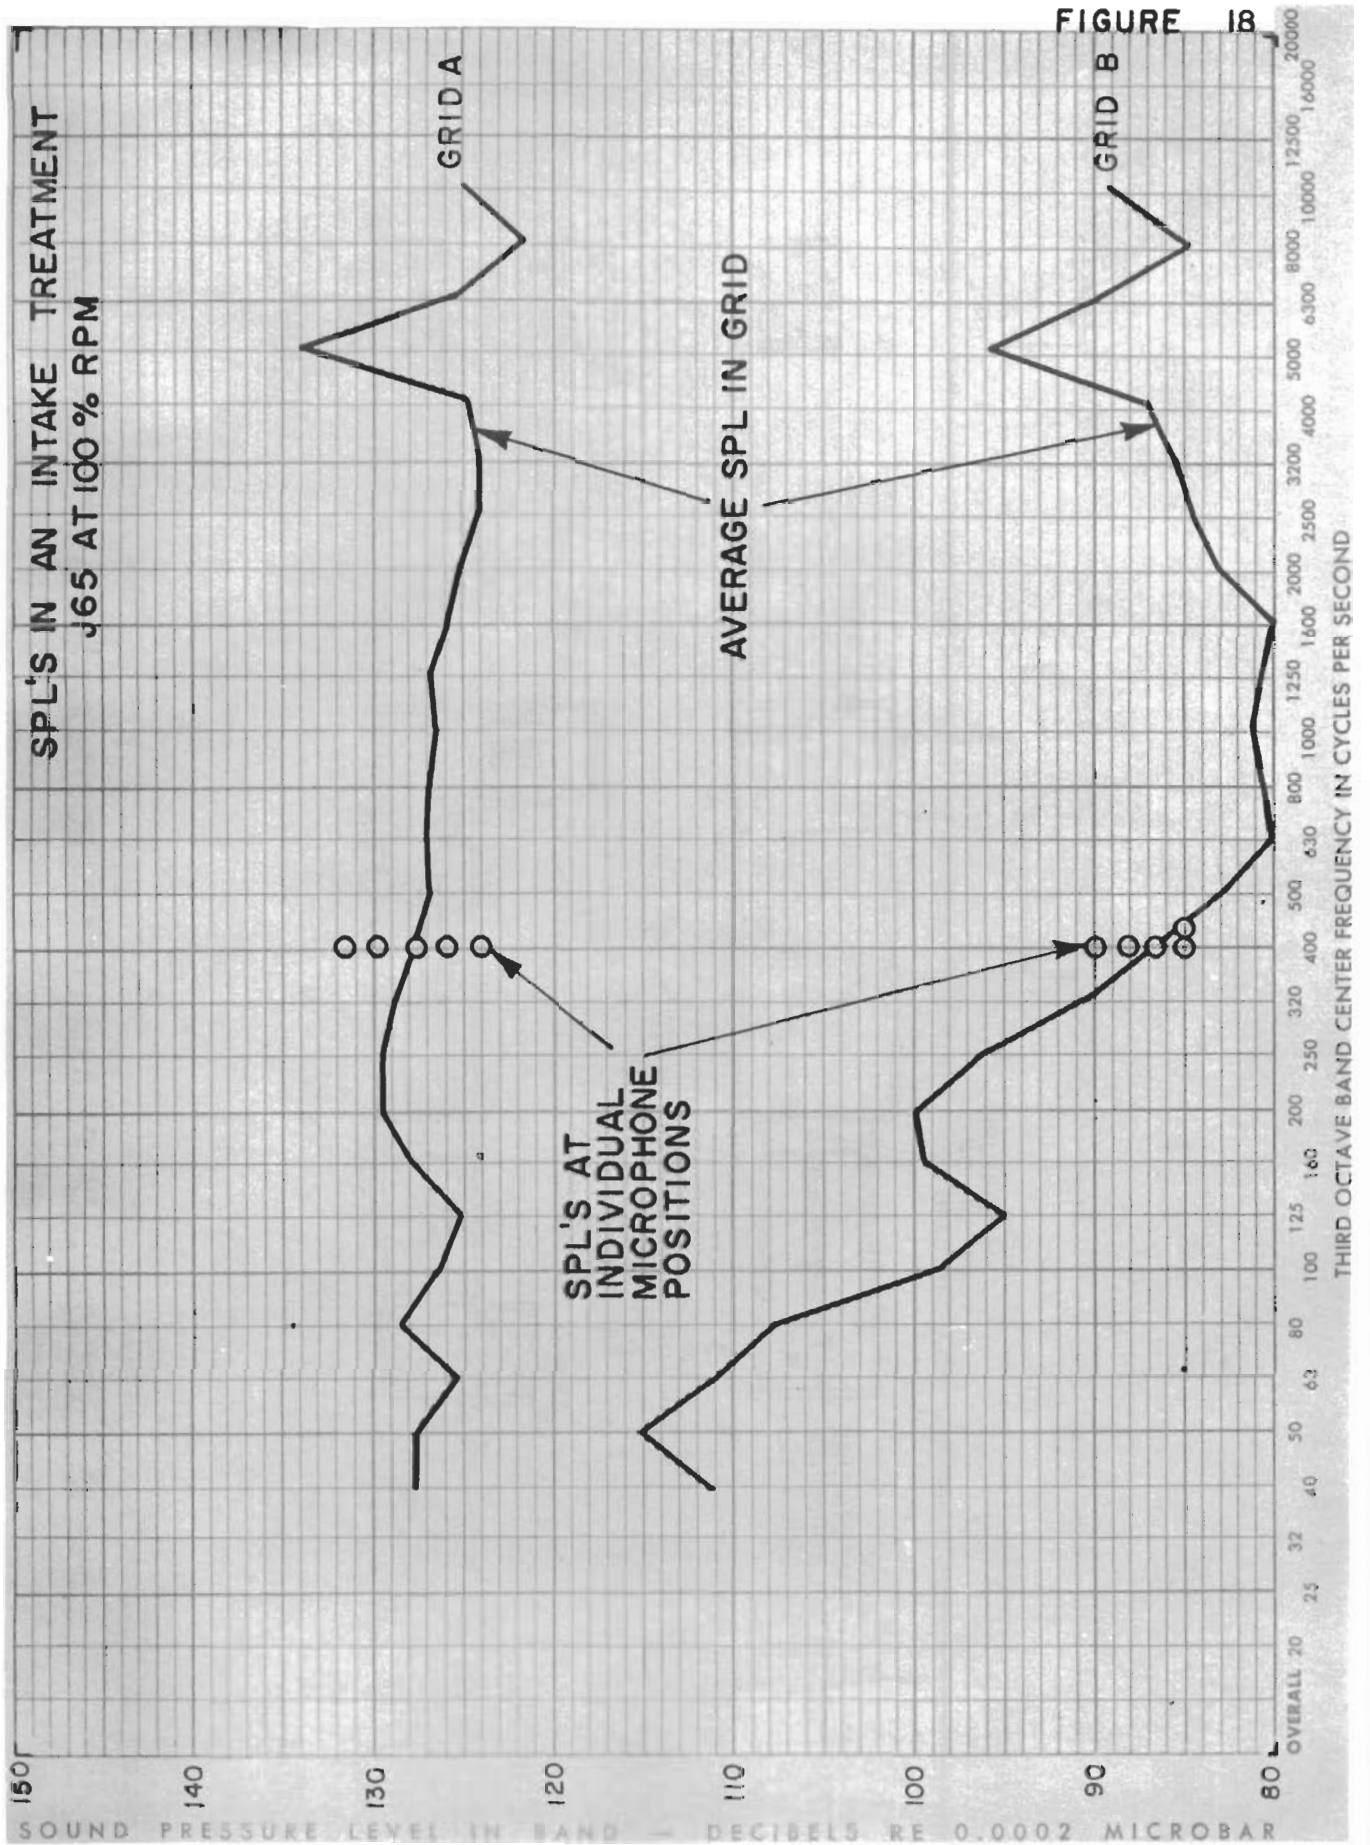 FIGURE 18
SPL'S IN AN INTAKE TREATMENT
J65 AT 100 % RPM
GRID A
GRID B
AVERAGE SPL IN GRID
SPL'S AT
INDIVIDUAL
MICROPHONE
POSITIONS
150
140
130
120
110
100
90
80
SOUND PRESSURE LEVEL IN BAND — DECIBELS RE 0.0002 MICROBAR
OVERALL 20 25 32 40 50 63 80 100 125 160 200 250 320 400 500 630 800 1000 1250 1600 2000 2500 3200 4000 5000 6300 8000 10000 12500 16000 20000
THIRD OCTAVE BAND CENTER FREQUENCY IN CYCLES PER SECOND